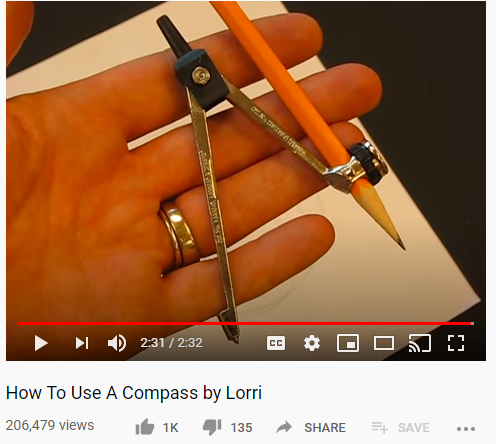 2:31 / 2:32 CC
How To Use A Compass by Lorri
206,479 views 1K 135 SHARE SAVE